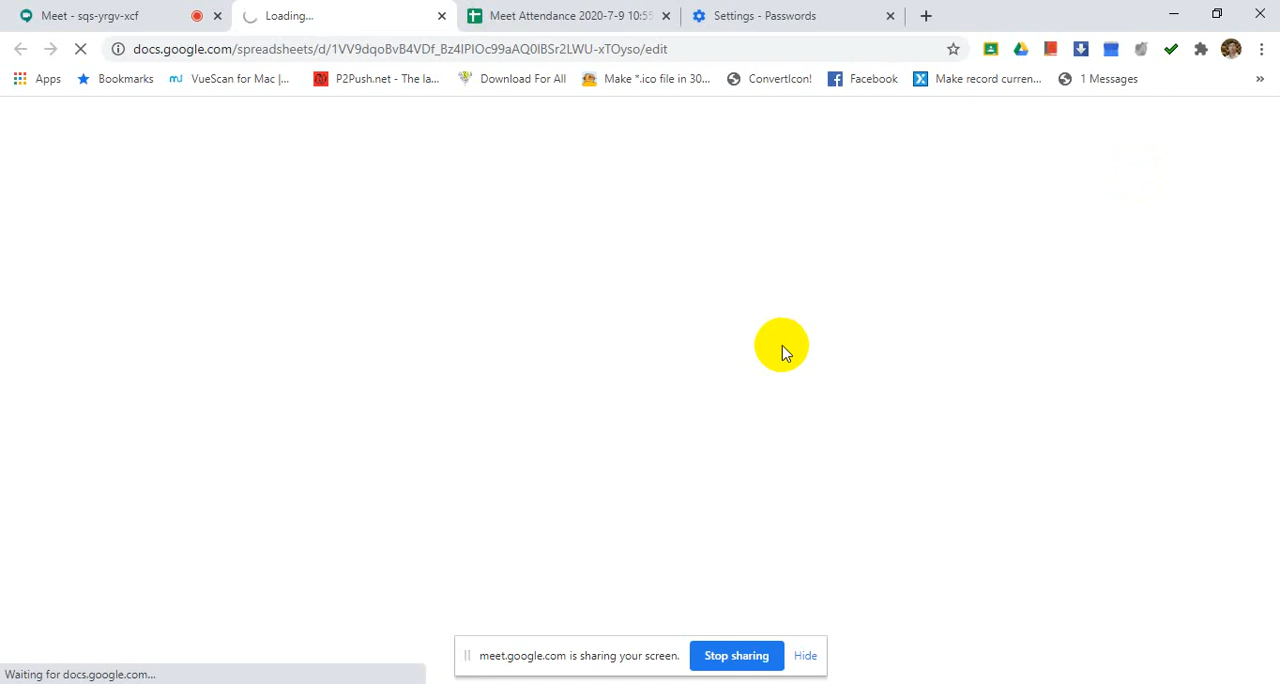 Meet - sqs-yrgv-xcf
Loading...
Meet Attendance 2020-7-9 10:55
Settings - Passwords
docs.google.com/spreadsheets/d/1VV9dqoBvB4VDf_Bz4lPIOc99aAQ0lBSr2LWU-xTOyso/edit
Apps
Bookmarks
VueScan for Mac |...
P2Push.net - The la...
Download For All
Make *.ico file in 30...
ConvertIcon!
Facebook
Make record curren...
1 Messages
»
meet.google.com is sharing your screen.
Stop sharing
Hide
Waiting for docs.google.com...